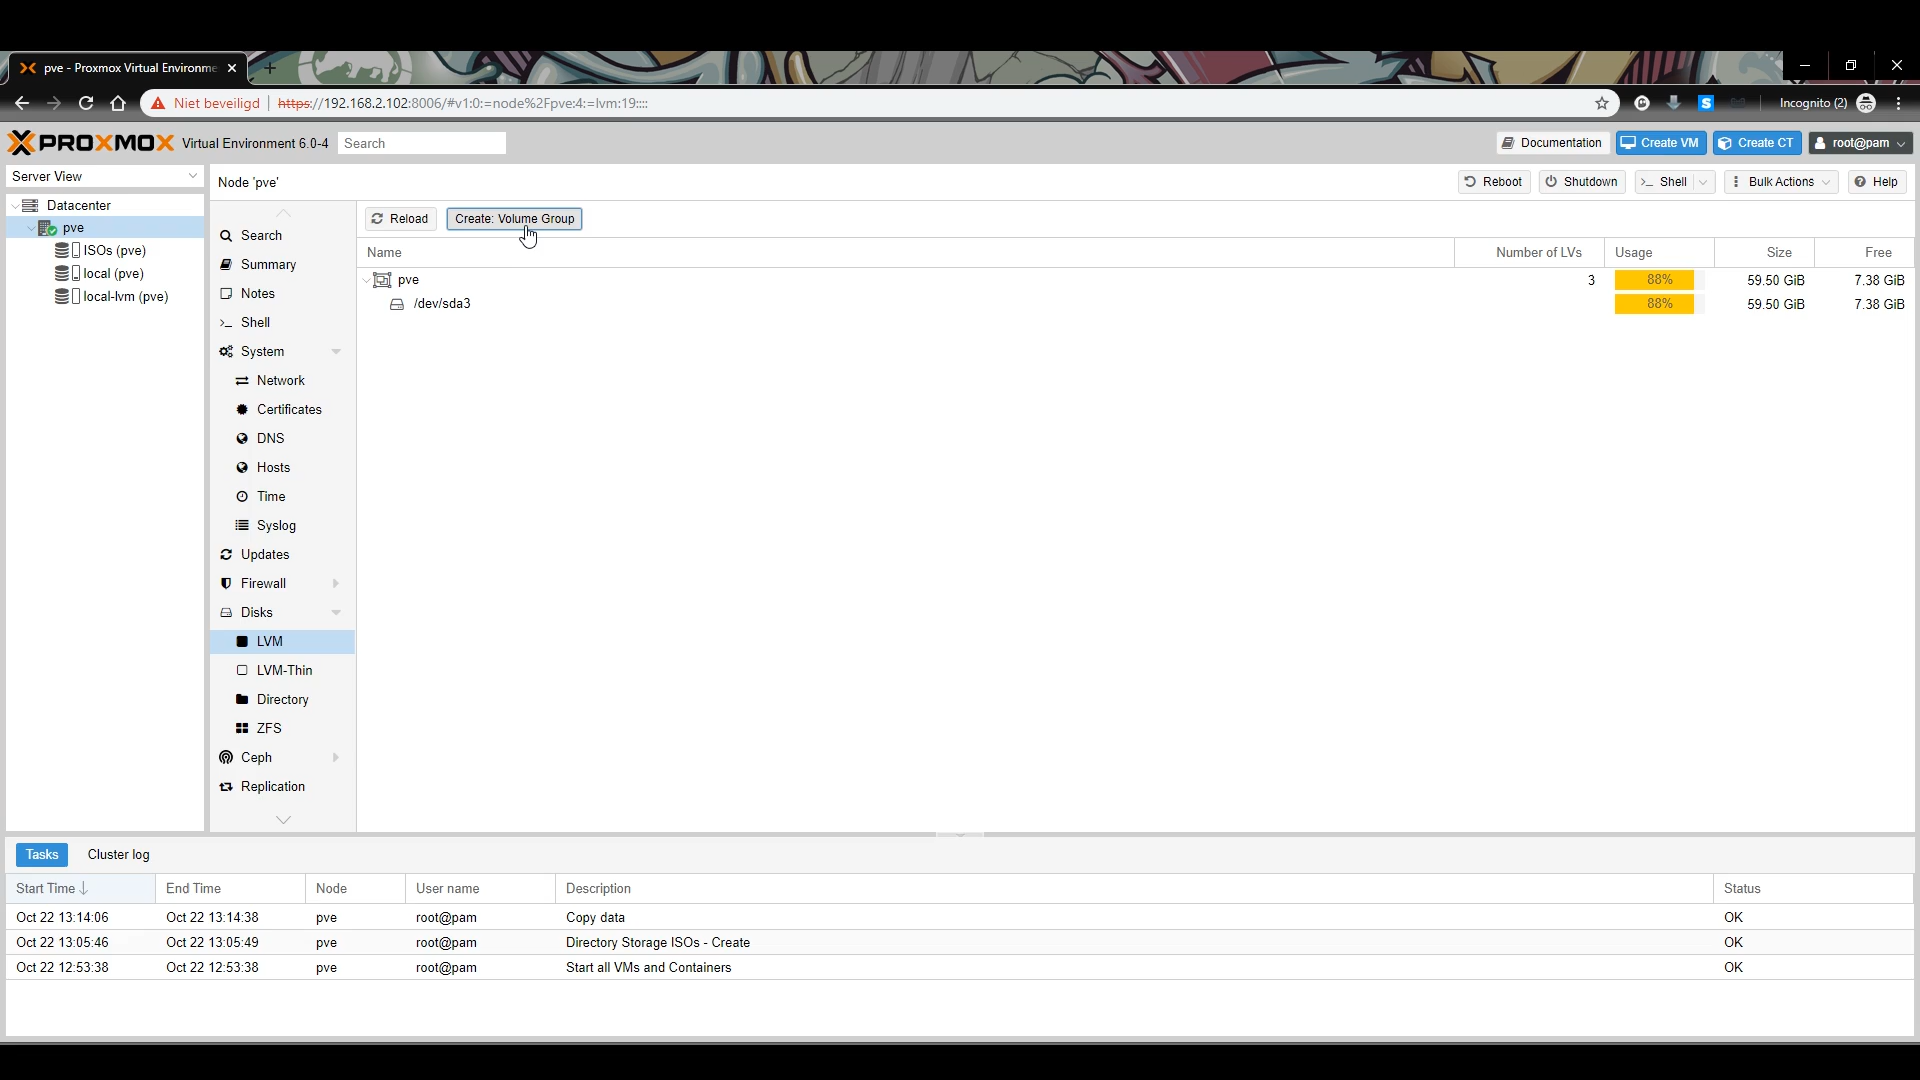 pve - Proxmox Virtual Environme
Niet beveiligd https://192.168.2.102:8006/#v1:0:=node%2Fpve:4:=lvm:19:::: Incognito (2)
PROXMOX Virtual Environment 6.0-4 Search Documentation Create VM Create CT root@pam
Server View Node 'pve' Reboot Shutdown Shell Bulk Actions Help
Datacenter
pve
ISOs (pve)
local (pve)
local-lvm (pve)
Search
Summary
Notes
Shell
System
Network
Certificates
DNS
Hosts
Time
Syslog
Updates
Firewall
Disks
LVM
LVM-Thin
Directory
ZFS
Ceph
Replication
Reload Create: Volume Group
Name Number of LVs Usage Size Free
pve 3 88% 59.50 GiB 7.38 GiB
/dev/sda3 88% 59.50 GiB 7.38 GiB
Tasks Cluster log
Start Time End Time Node User name Description Status
Oct 22 13:14:06 Oct 22 13:14:38 pve root@pam Copy data OK
Oct 22 13:05:46 Oct 22 13:05:49 pve root@pam Directory Storage ISOs - Create OK
Oct 22 12:53:38 Oct 22 12:53:38 pve root@pam Start all VMs and Containers OK